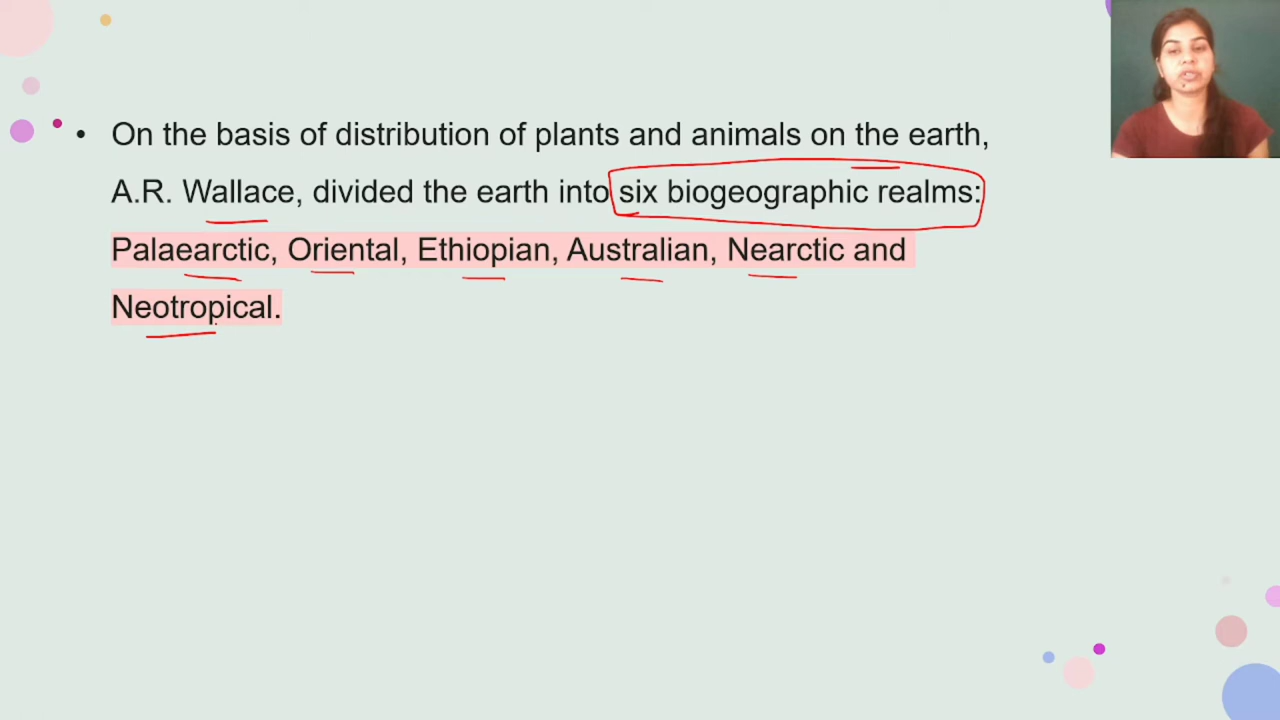 • On the basis of distribution of plants and animals on the earth,
A.R. Wallace, divided the earth into six biogeographic realms:
Palaearctic, Oriental, Ethiopian, Australian, Nearctic and
Neotropical.